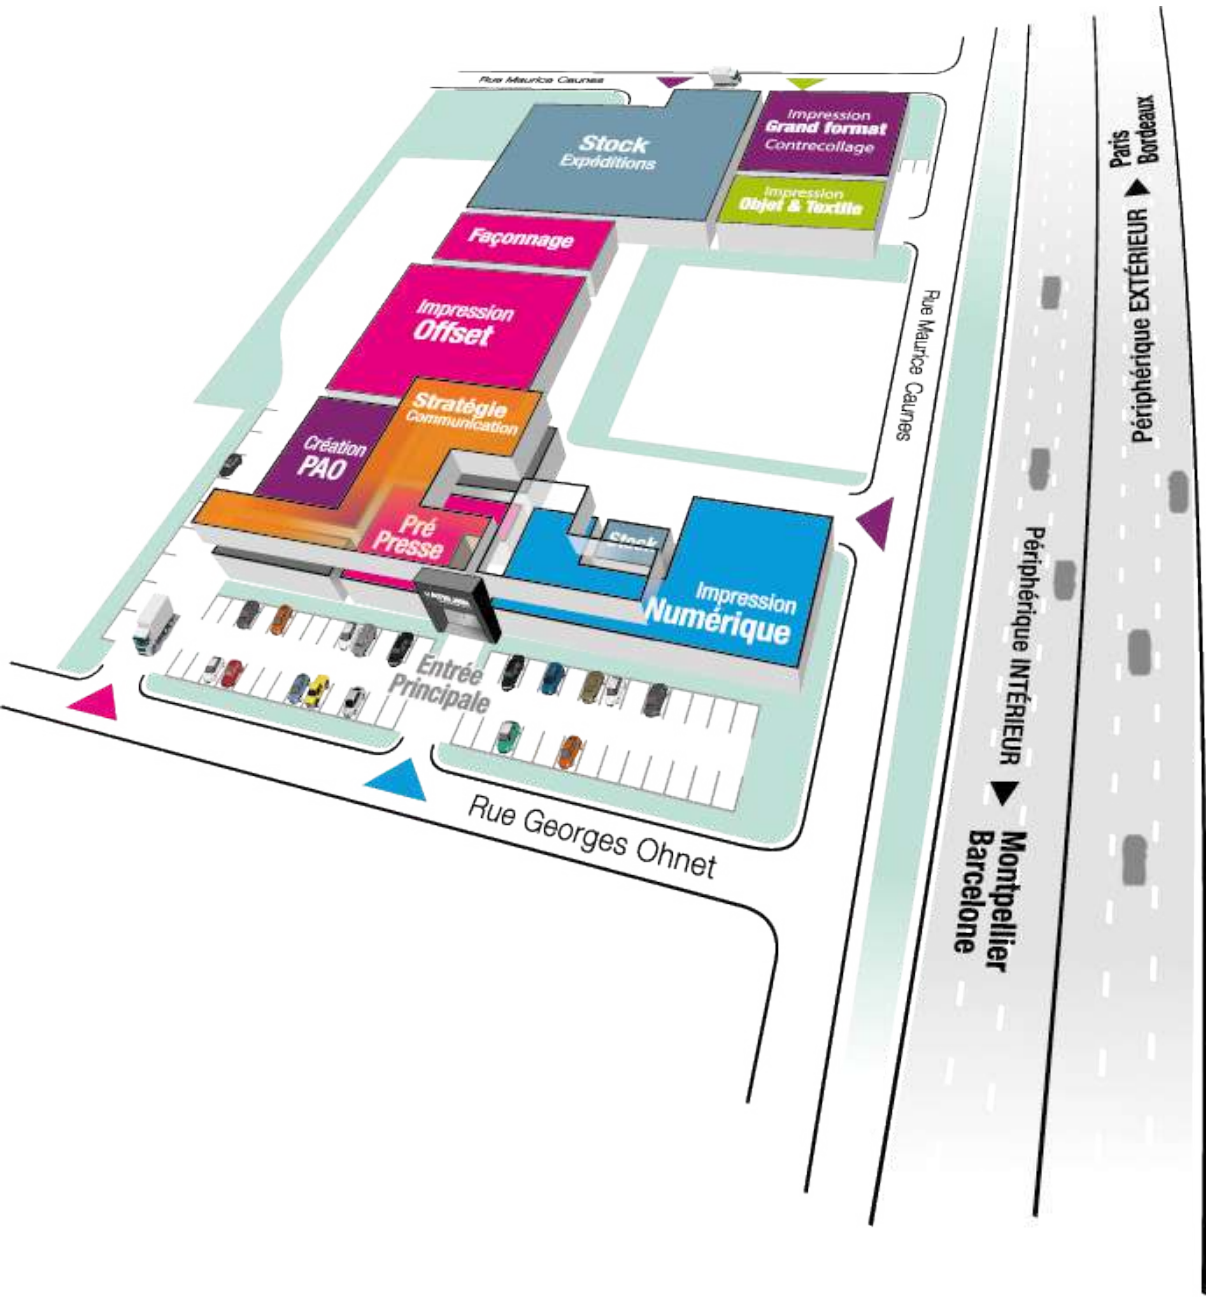 Rue Maurice Caunes
Stock
Expéditions
Impression
Grand format
Contrecollage
Impression
Objet & Textile
Façonnage
Impression
Offset
Stratégie
Communication
Création
PAO
Pré
Presse
Stock
Impression
Numérique
Entrée
Principale
Rue Georges Ohnet
Rue Maurice Caunes
Paris
Bordeaux
Périphérique EXTÉRIEUR
Périphérique INTÉRIEUR
Montpellier
Barcelone